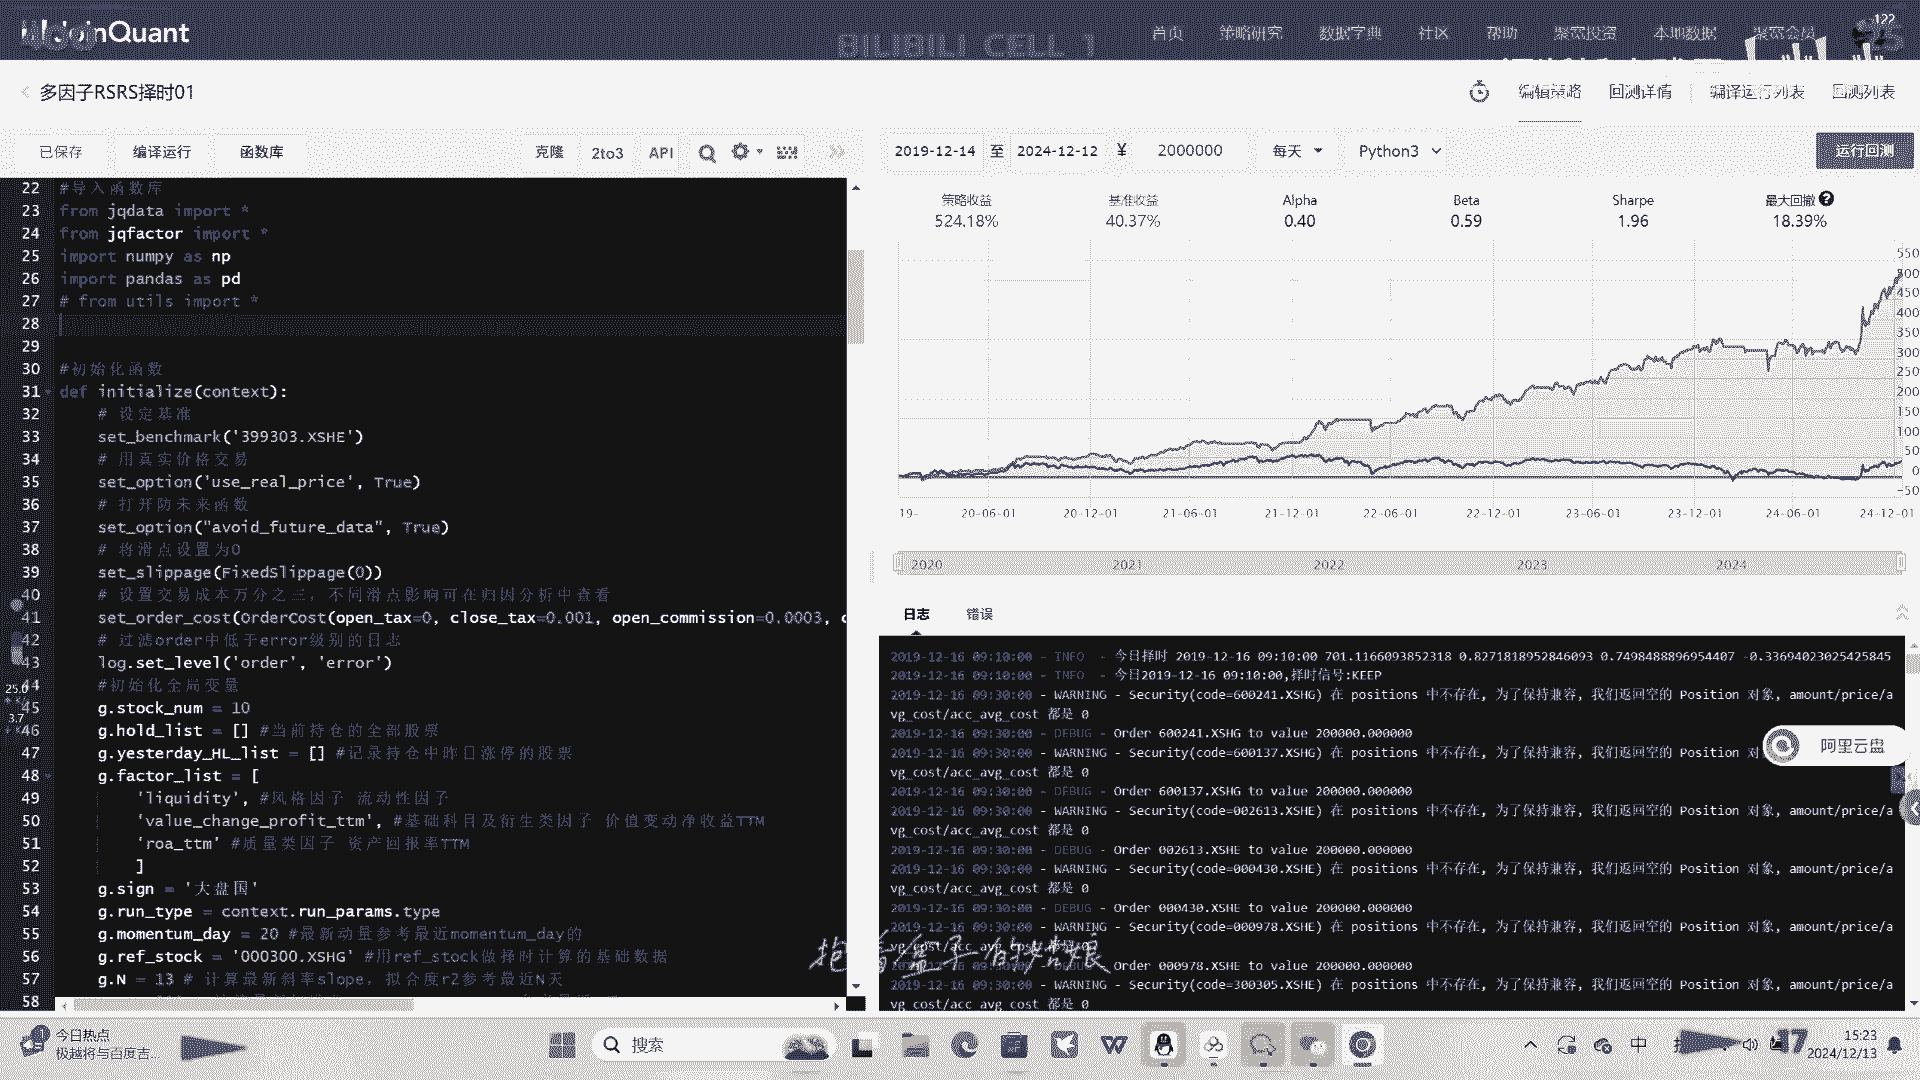 JoinQuant
BILIBILI CELL 1
首页 策略研究 数据字典 社区 帮助 聚宽投资 本地数据 聚宽会员
122
多因子RSRS择时01
编辑策略 回测详情 编译运行列表 回测列表
已保存 编译运行 函数库 克隆 2to3 API
2019-12-14 至 2024-12-12 ¥ 2000000 每天 Python3 运行回测
策略收益 基准收益 Alpha Beta Sharpe 最大回撤
524.18% 40.37% 0.40 0.59 1.96 18.39%
22 #导入函数库
23 from jqdata import *
24 from jqfactor import *
25 import numpy as np
26 import pandas as pd
27 # from utils import *
28
29
30 #初始化函数
31 def initialize(context):
32 # 设定基准
33 set_benchmark('399303.XSHE')
34 # 用真实价格交易
35 set_option('use_real_price', True)
36 # 打开防未来函数
37 set_option("avoid_future_data", True)
38 # 将滑点设置为0
39 set_slippage(FixedSlippage(0))
40 # 设置交易成本万分之三，不同滑点影响可在归因分析中查看
41 set_order_cost(OrderCost(open_tax=0, close_tax=0.001, open_commission=0.0003, c
42 # 过滤order中低于error级别的日志
43 log.set_level('order', 'error')
44 #初始化全局变量
45 g.stock_num = 10
46 g.hold_list = [] #当前持仓的全部股票
47 g.yesterday_HL_list = [] #记录持仓中昨日涨停的股票
48 g.factor_list = [
49 'liquidity', #风格因子 流动性因子
50 'value_change_profit_ttm', #基础科目及衍生类因子 价值变动净收益TTM
51 'roa_ttm' #质量类因子 资产回报率TTM
52 ]
53 g.sign = '大盘国'
54 g.run_type = context.run_params.type
55 g.momentum_day = 20 #最新动量参考最近momentum_day的
56 g.ref_stock = '000300.XSHG' #用ref_stock做择时计算的基础数据
57 g.N = 13 # 计算最新斜率slope，拟合度r2参考最近N天
58
550
500
450
400
350
300
250
200
150
100
50
0
-50
19- 20-06-01 20-12-01 21-06-01 21-12-01 22-06-01 22-12-01 23-06-01 23-12-01 24-06-01 24-12-01
2020 2021 2022 2023 2024
日志 错误
2019-12-16 09:10:00 - INFO - 今日择时 2019-12-16 09:10:00 701.1166093852318 0.8271818952846093 0.7498488896954407 -0.33694023025425845
2019-12-16 09:10:00 - INFO - 今日2019-12-16 09:10:00,择时信号:KEEP
2019-12-16 09:30:00 - WARNING - Security(code=600241.XSHG) 在 positions 中不存在, 为了保持兼容, 我们返回空的 Position 对象, amount/price/a
vg_cost/acc_avg_cost 都是 0
2019-12-16 09:30:00 - DEBUG - Order 600241.XSHG to value 200000.000000
2019-12-16 09:30:00 - WARNING - Security(code=600137.XSHG) 在 positions 中不存在, 为了保持兼容, 我们返回空的 Position 对
vg_cost/acc_avg_cost 都是 0
2019-12-16 09:30:00 - DEBUG - Order 600137.XSHG to value 200000.000000
2019-12-16 09:30:00 - WARNING - Security(code=002613.XSHE) 在 positions 中不存在, 为了保持兼容, 我们返回空的 Position 对象, amount/price/a
vg_cost/acc_avg_cost 都是 0
2019-12-16 09:30:00 - DEBUG - Order 002613.XSHE to value 200000.000000
2019-12-16 09:30:00 - WARNING - Security(code=000430.XSHE) 在 positions 中不存在, 为了保持兼容, 我们返回空的 Position 对象, amount/price/a
vg_cost/acc_avg_cost 都是 0
2019-12-16 09:30:00 - DEBUG - Order 000430.XSHE to value 200000.000000
2019-12-16 09:30:00 - WARNING - Security(code=000978.XSHE) 在 positions 中不存在, 为了保持兼容, 我们返回空的 Position 对象, amount/price/a
vg_cost/acc_avg_cost 都是 0
2019-12-16 09:30:00 - DEBUG - Order 000978.XSHE to value 200000.000000
2019-12-16 09:30:00 - WARNING - Security(code=300305.XSHE) 在 positions 中不存在, 为了保持兼容, 我们返回空的 Position 对象, amount/price/a
vg_cost/acc_avg_cost 都是 0
阿里云盘
抱着盒子的姑娘
25.0
3.7
今日热点
极越将与百度吉...
搜索
中
17
15:23
2024/12/13